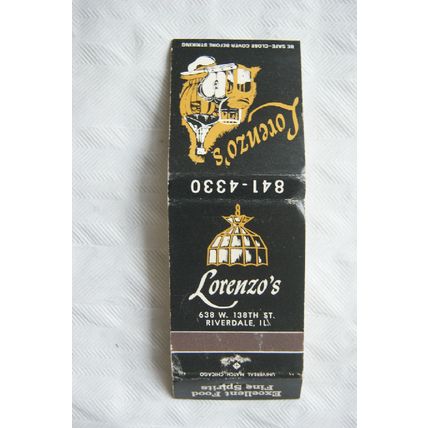 BE SAFE-CLOSE COVER BEFORE STRIKING
Lorenzo's
841-4330
Lorenzo's
638 W. 138TH ST.
RIVERDALE, IL
UNIVERSAL MATCH, CHICAGO
Excellent Food
Fine Spirits